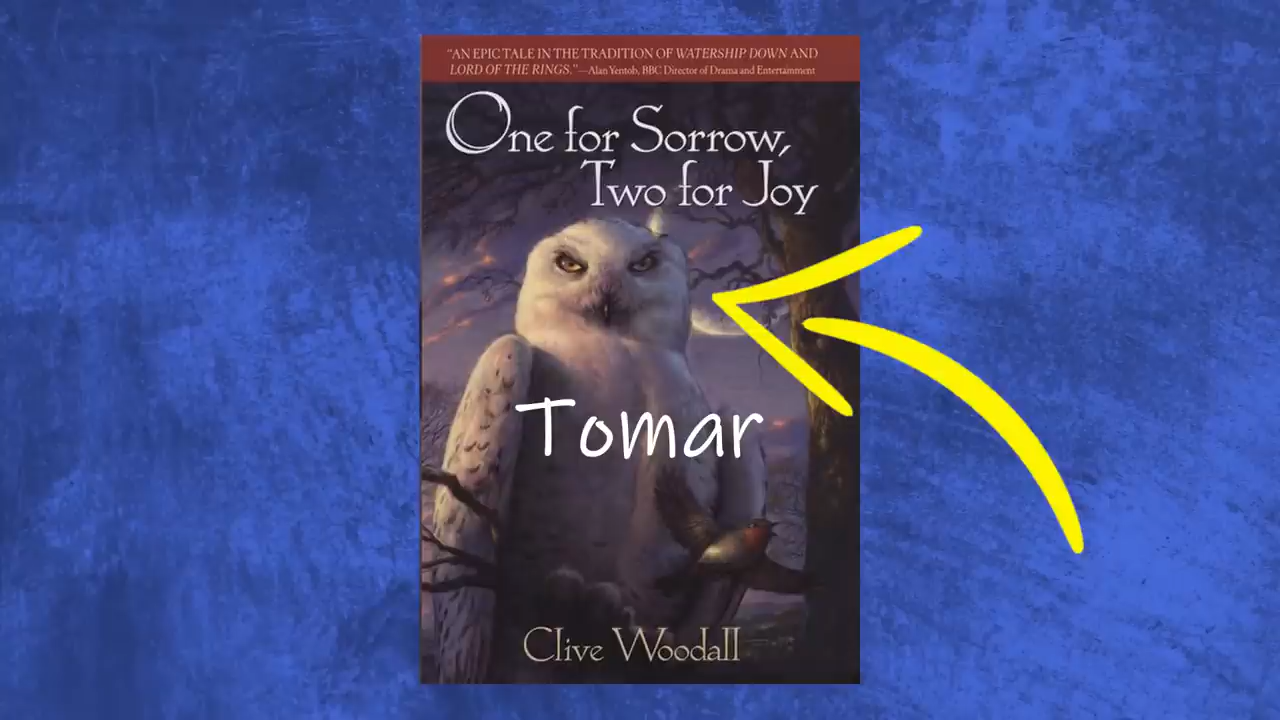 "AN EPIC TALE IN THE TRADITION OF WATERSHIP DOWN AND
LORD OF THE RINGS."—Alan Yentob, BBC Director of Drama and Entertainment
One for Sorrow,
Two for Joy
Tomar
Clive Woodall